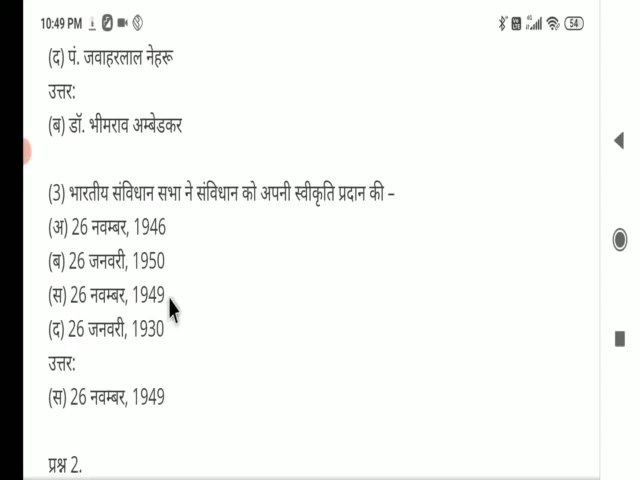 10:49 PM
54
(द) पं. जवाहरलाल नेहरू
उत्तर:
(ब) डॉ. भीमराव अम्बेडकर
(3) भारतीय संविधान सभा ने संविधान को अपनी स्वीकृति प्रदान की –
(अ) 26 नवम्बर, 1946
(ब) 26 जनवरी, 1950
(स) 26 नवम्बर, 1949
(द) 26 जनवरी, 1930
उत्तर:
(स) 26 नवम्बर, 1949
प्रश्न 2.